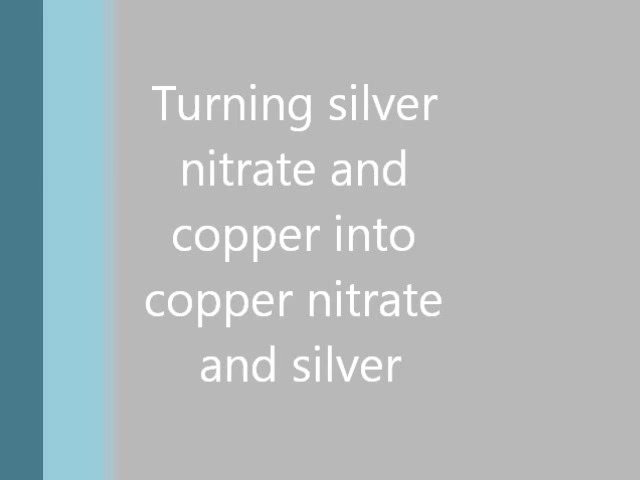 Turning silver
nitrate and
copper into
copper nitrate
and silver